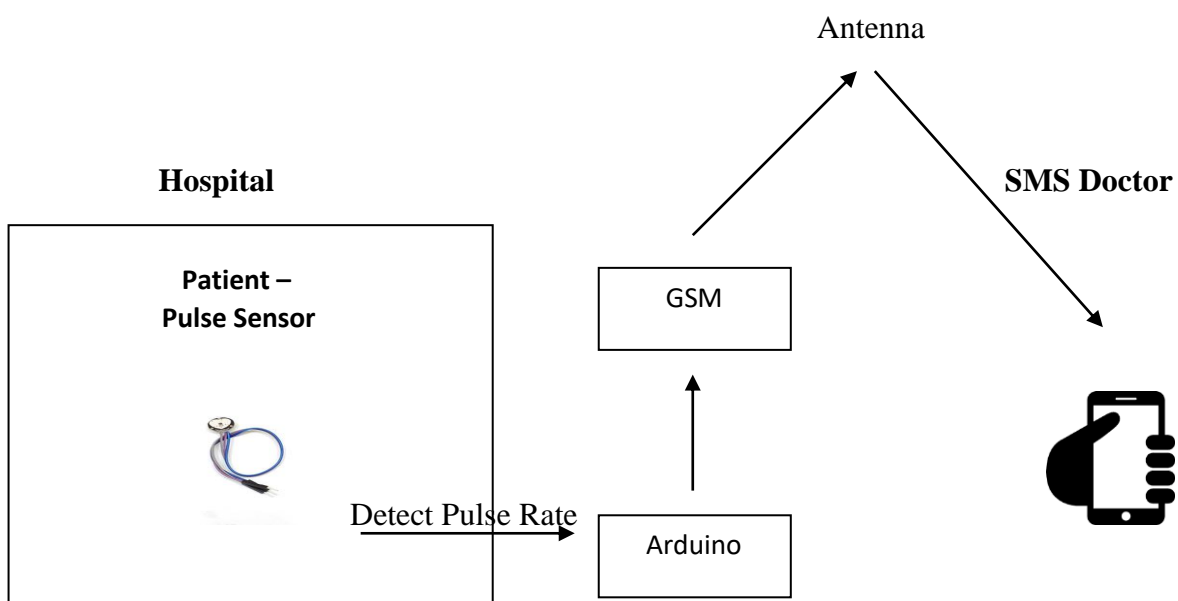 Antenna
Hospital
SMS Doctor
Patient –
Pulse Sensor
GSM
Detect Pulse Rate
Arduino